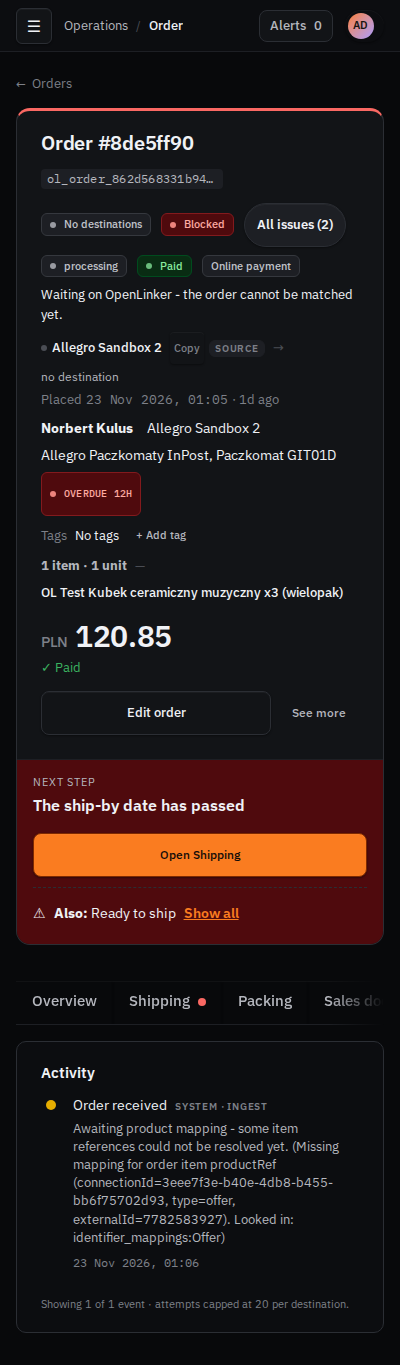 ☰ Operations / Order Alerts 0 AD
← Orders
Order #8de5ff90
ol_order_862d568331b94…
No destinations Blocked All issues (2)
processing Paid Online payment
Waiting on OpenLinker - the order cannot be matched
yet.
Allegro Sandbox 2 Copy SOURCE →
no destination
Placed 23 Nov 2026, 01:05 · 1d ago
Norbert Kulus Allegro Sandbox 2
Allegro Paczkomaty InPost, Paczkomat GIT01D
OVERDUE 12H
Tags No tags + Add tag
1 item · 1 unit —
OL Test Kubek ceramiczny muzyczny x3 (wielopak)
PLN 120.85
✓ Paid
Edit order See more
NEXT STEP
The ship-by date has passed
Open Shipping
⚠ Also: Ready to ship Show all
Overview Shipping Packing Sales do
Activity
Order received SYSTEM · INGEST
Awaiting product mapping - some item
references could not be resolved yet. (Missing
mapping for order item productRef
(connectionId=3eee7f3e-b40e-4db8-b455-
bb6f75702d93, type=offer,
externalId=7782583927). Looked in:
identifier_mappings:Offer)
23 Nov 2026, 01:06
Showing 1 of 1 event · attempts capped at 20 per destination.